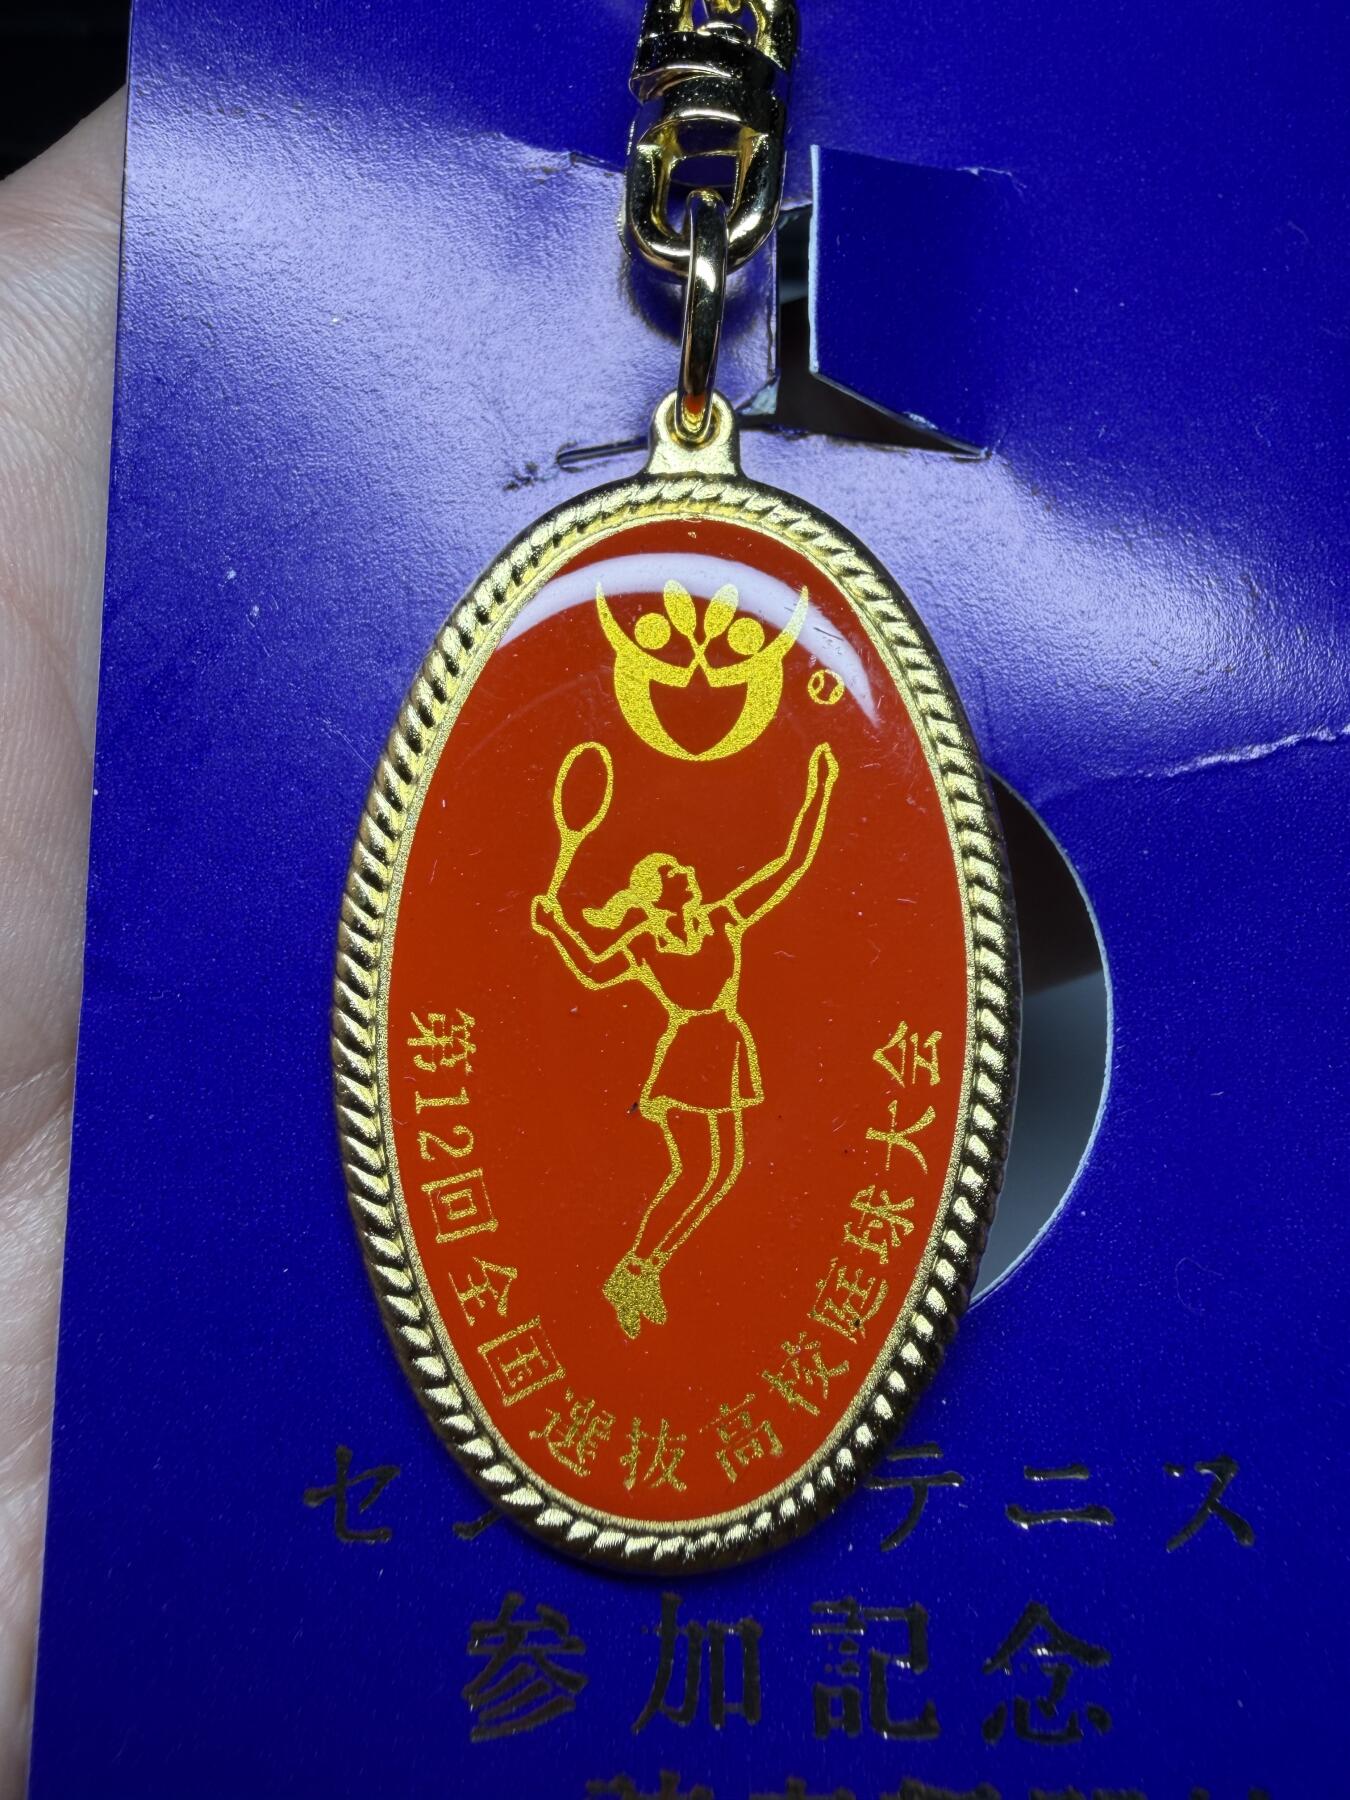 第12回全国選抜高校庭球大会
セン テニス
参加記念